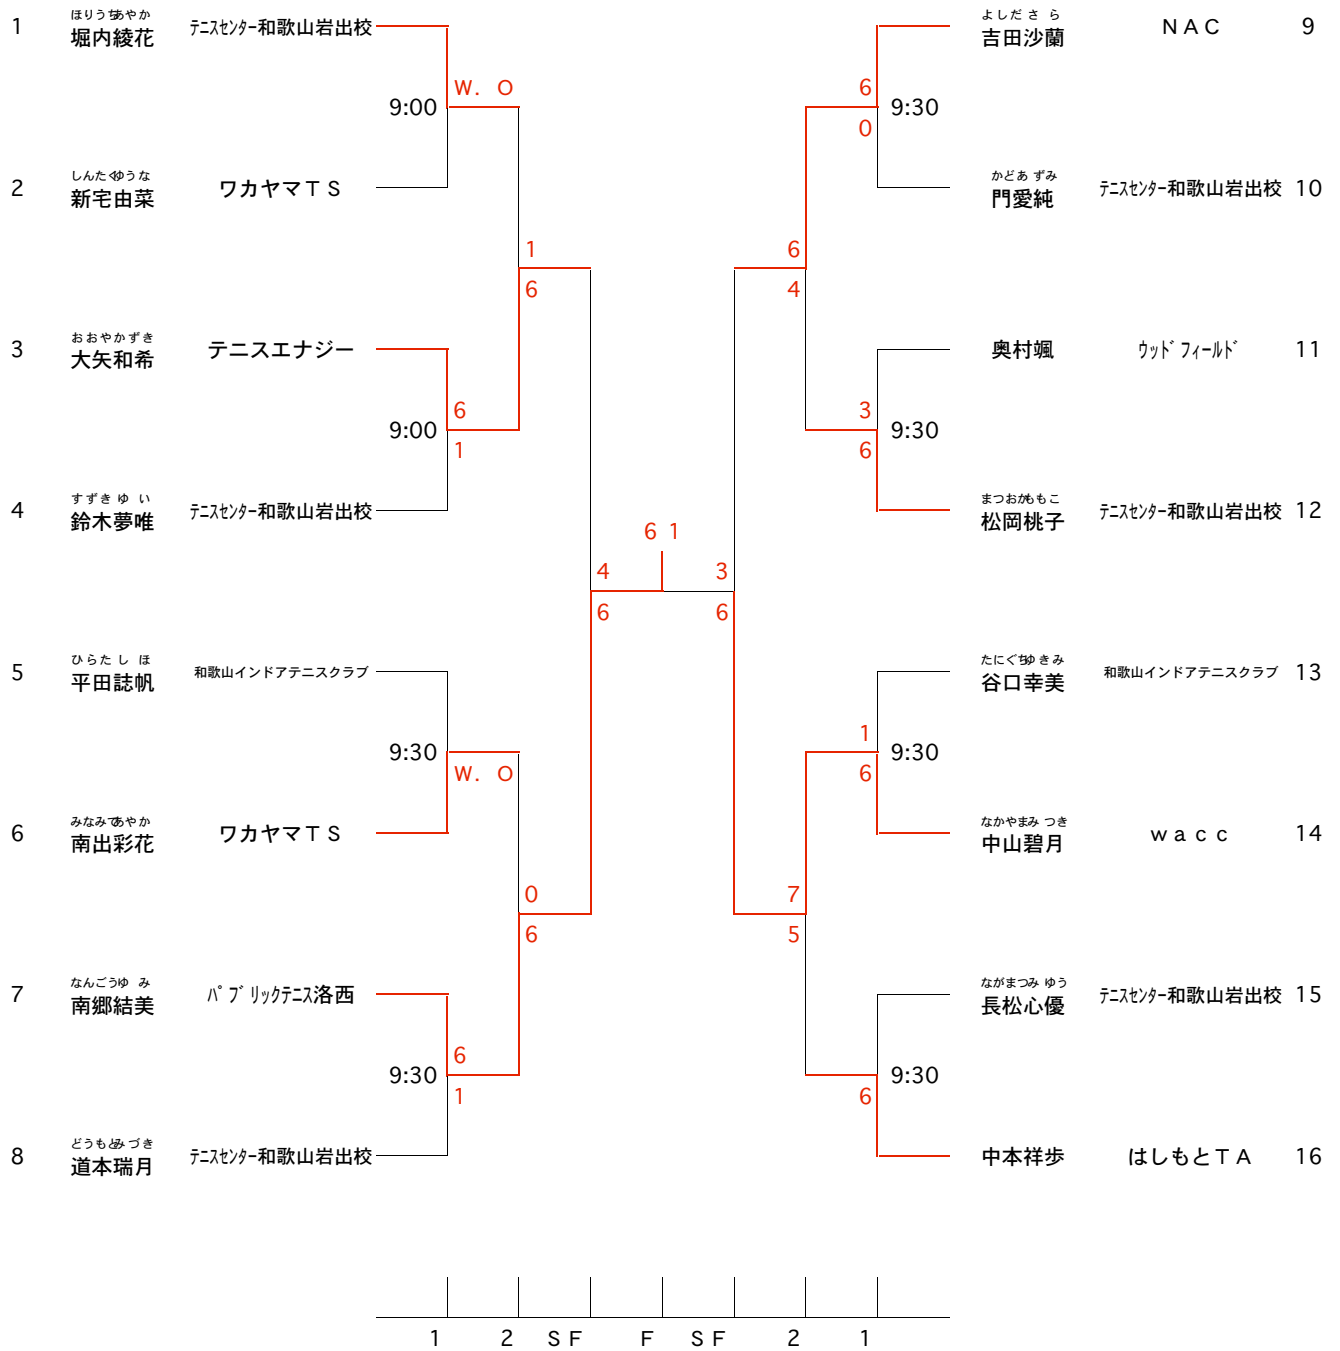 ほりうちあやか
1 堀内綾花 テニスセンター和歌山岩出校
W. O
9:00
しんたくゆうな
2 新宅由菜 ワカヤマTS
1
6
おおやかずき
3 大矢和希 テニスエナジー
6
9:00
1
すずきゆい
4 鈴木夢唯 テニスセンター和歌山岩出校
4
6
ひらたしほ
5 平田誌帆 和歌山インドアテニスクラブ
9:30
W. O
みなみであやか
6 南出彩花 ワカヤマTS
0
6
なんごうゆみ
7 南郷結美 パブリックテニス洛西
6
9:30
1
どうもとみづき
8 道本瑞月 テニスセンター和歌山岩出校
6 1
よしださら
吉田沙蘭 NAC 9
6
9:30
0
かどあずみ
門愛純 テニスセンター和歌山岩出校 10
6
4
奥村颯 ウッドフィールド 11
3
9:30
6
まつおかももこ
松岡桃子 テニスセンター和歌山岩出校 12
3
6
たにぐちゆきみ
谷口幸美 和歌山インドアテニスクラブ 13
1
9:30
6
なかやまみつき
中山碧月 wacc 14
7
5
ながまつみゆう
長松心優 テニスセンター和歌山岩出校 15
9:30
6
中本祥歩 はしもとTA 16
1 2 SF F SF 2 1